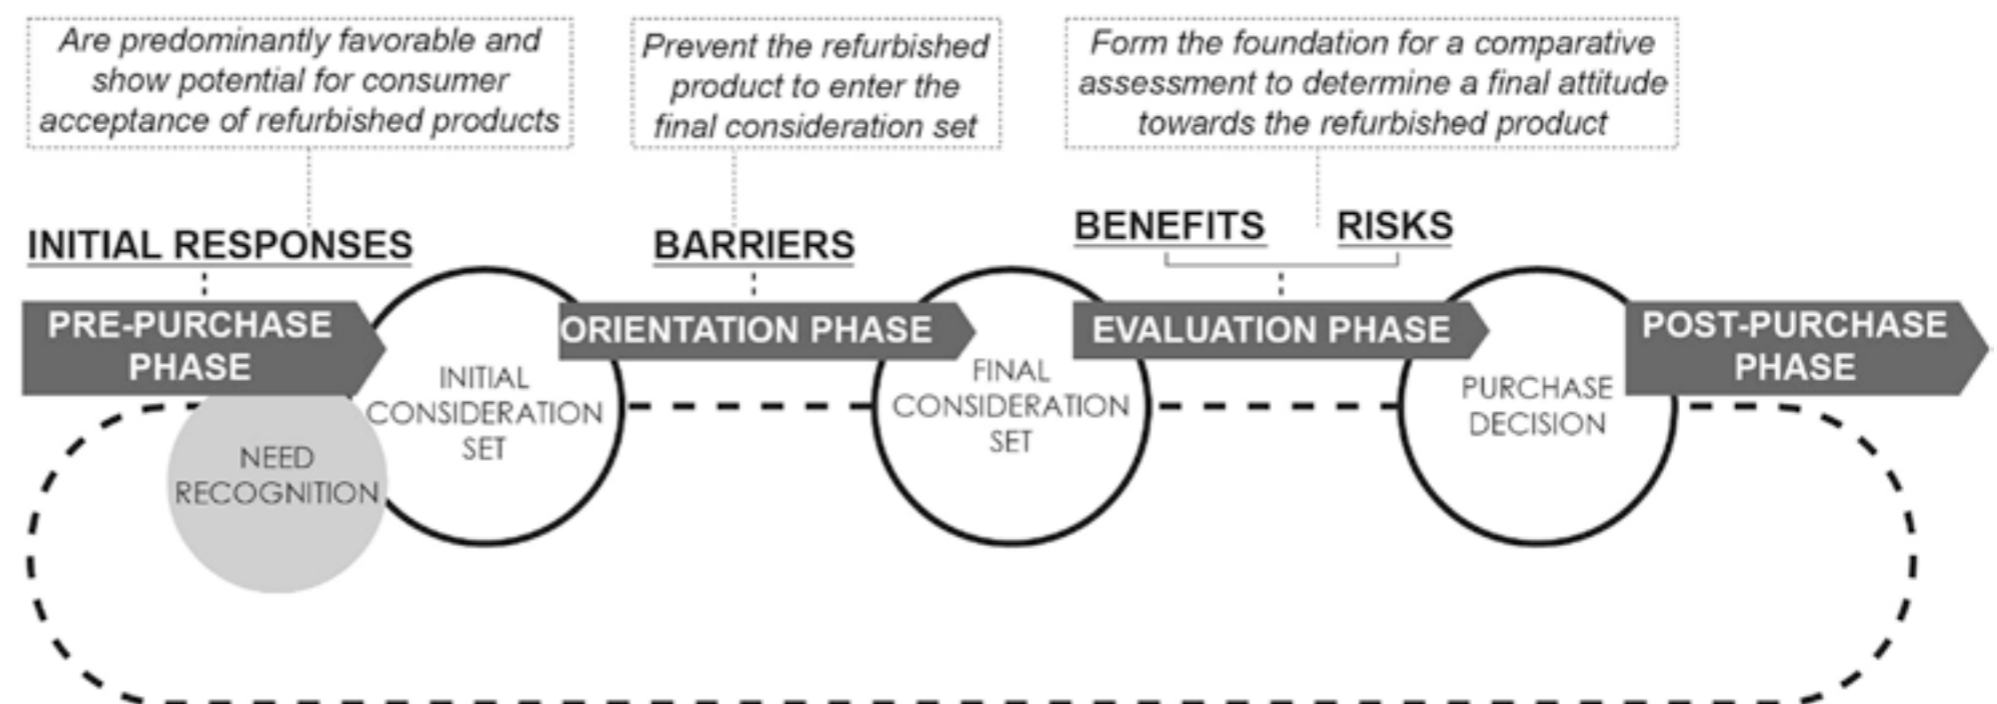 Are predominantly favorable and
show potential for consumer
acceptance of refurbished products
Prevent the refurbished
product to enter the
final consideration set
Form the foundation for a comparative
assessment to determine a final attitude
towards the refurbished product
INITIAL RESPONSES
BARRIERS
BENEFITS
RISKS
PRE-PURCHASE
PHASE
ORIENTATION PHASE
EVALUATION PHASE
POST-PURCHASE
PHASE
NEED
RECOGNITION
INITIAL
CONSIDERATION
SET
FINAL
CONSIDERATION
SET
PURCHASE
DECISION